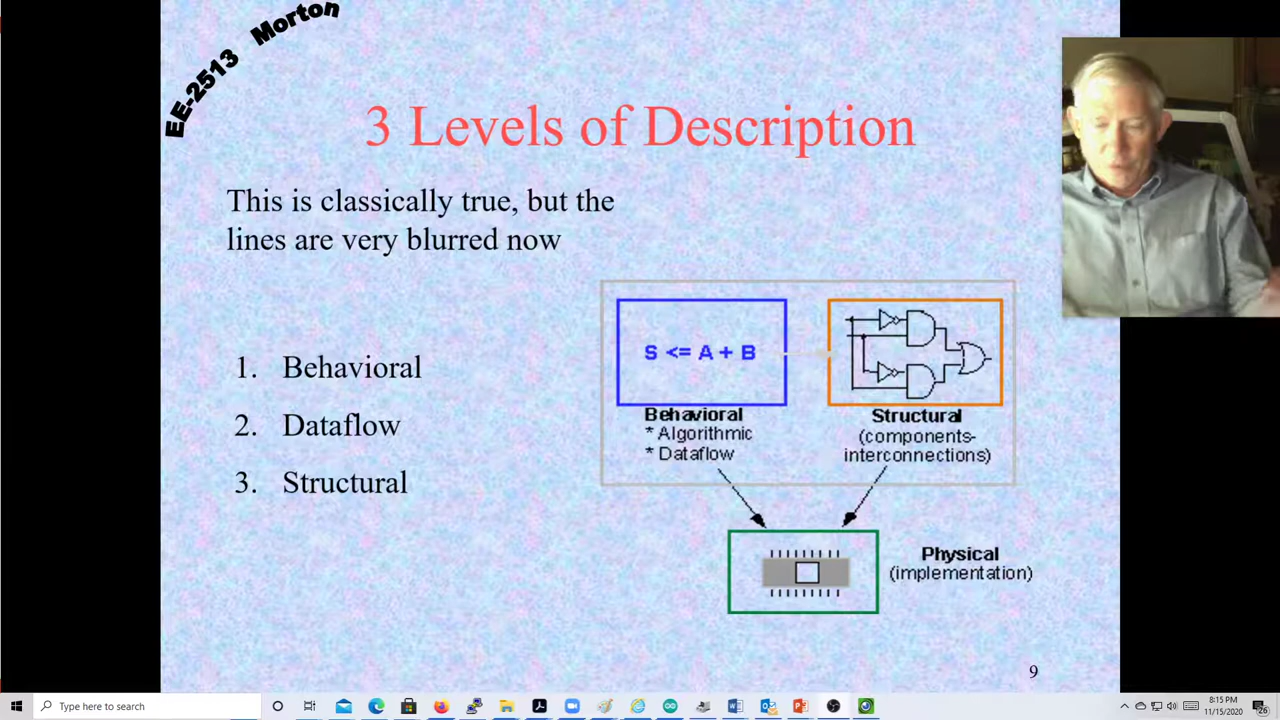 EE-2513 Morton
3 Levels of Description
This is classically true, but the
lines are very blurred now
1. Behavioral
2. Dataflow
3. Structural
S <= A + B
Behavioral
* Algorithmic
* Dataflow
Structural
(components-
interconnections)
Physical
(implementation)
9
Type here to search
8:15 PM
11/15/2020
26